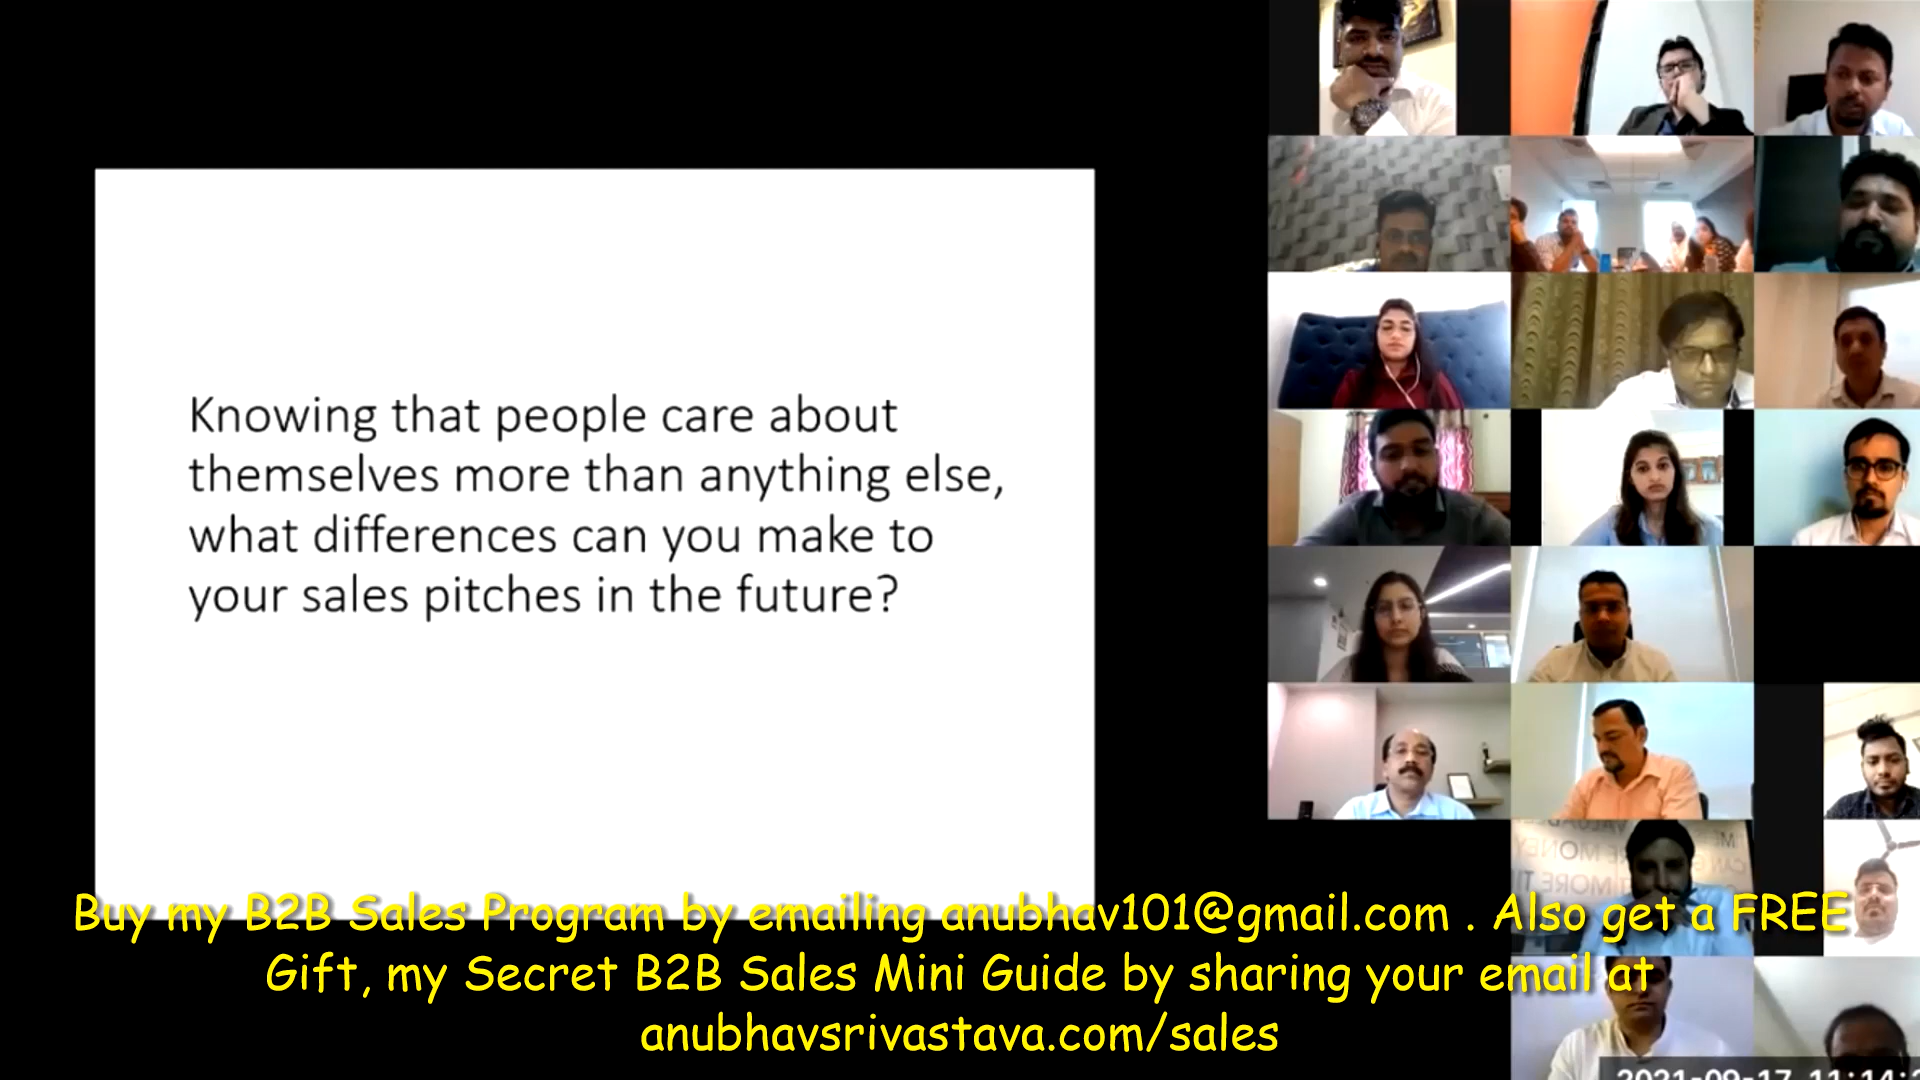 Knowing that people care about
themselves more than anything else,
what differences can you make to
your sales pitches in the future?
Buy my B2B Sales Program by emailing anubhav101@gmail.com . Also get a FREE
Gift, my Secret B2B Sales Mini Guide by sharing your email at
anubhavsrivastava.com/sales